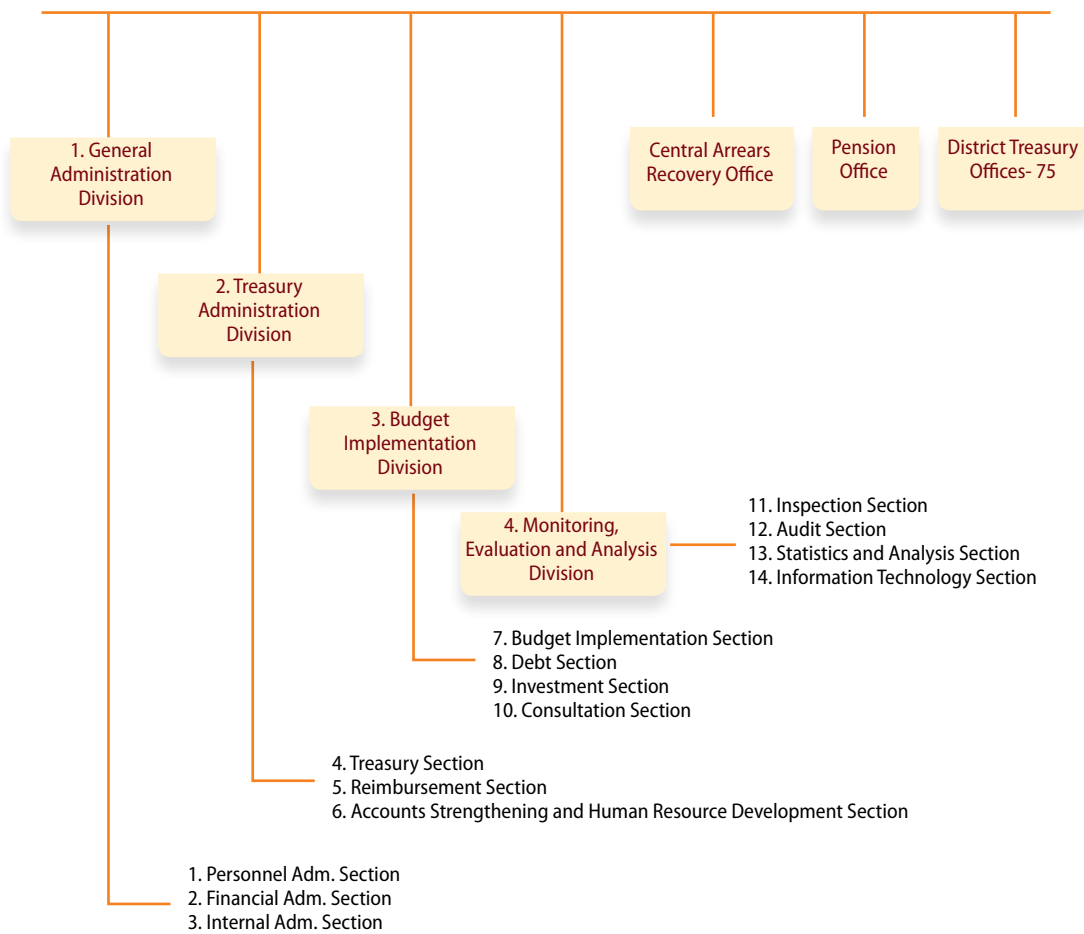 1. General
Administration
Division
Central Arrears
Recovery Office
Pension
Office
District Treasury
Offices- 75
2. Treasury
Administration
Division
3. Budget
Implementation
Division
4. Monitoring,
Evaluation and Analysis
Division
11. Inspection Section
12. Audit Section
13. Statistics and Analysis Section
14. Information Technology Section
7. Budget Implementation Section
8. Debt Section
9. Investment Section
10. Consultation Section
4. Treasury Section
5. Reimbursement Section
6. Accounts Strengthening and Human Resource Development Section
1. Personnel Adm. Section
2. Financial Adm. Section
3. Internal Adm. Section